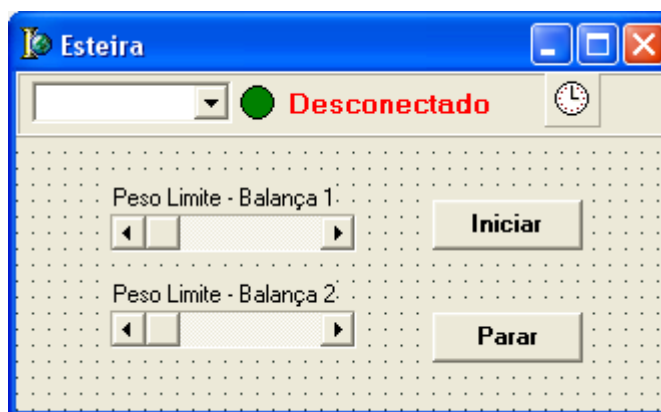 Esteira
Desconectado
Peso Limite - Balança 1
Iniciar
Peso Limite - Balança 2
Parar